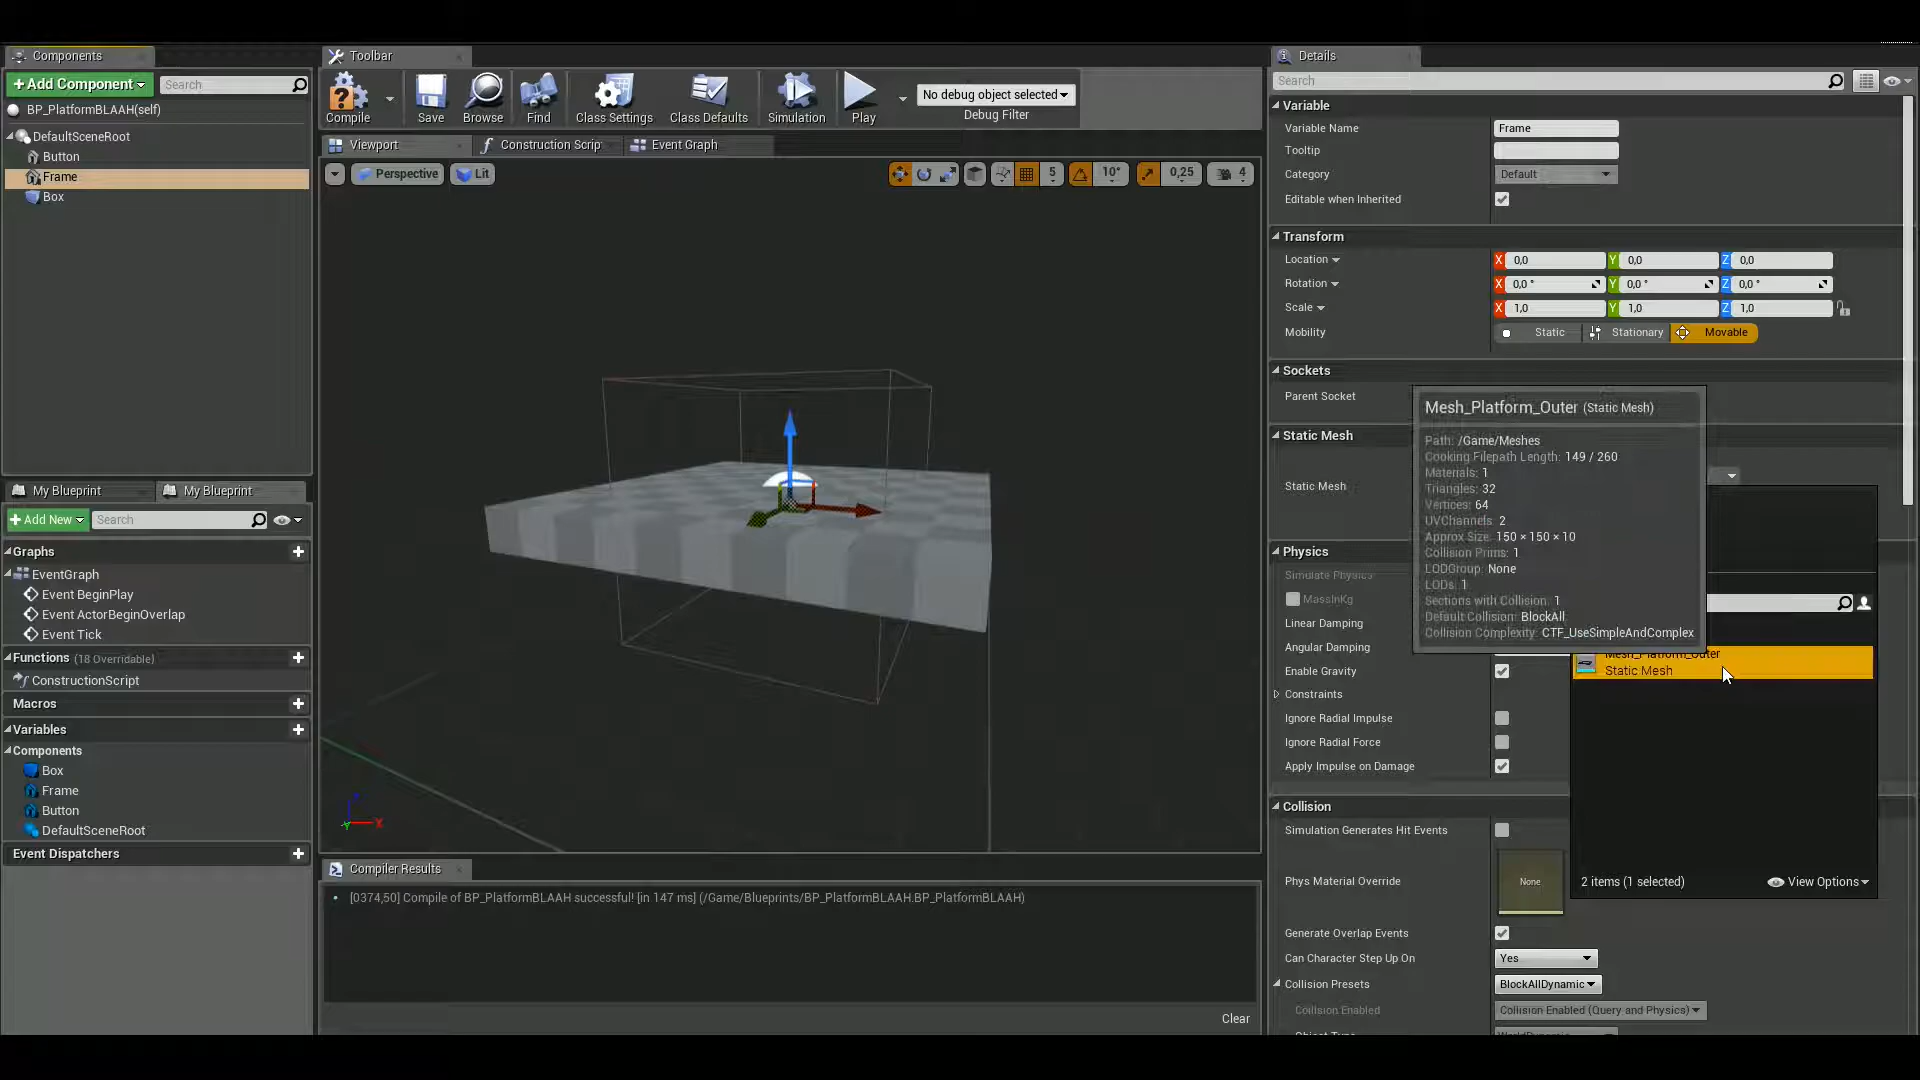 Components
+ Add Component
Search
BP_PlatformBLAAH(self)
DefaultSceneRoot
Button
Frame
Box
My Blueprint
My Blueprint
+ Add New
Search
Graphs
EventGraph
Event BeginPlay
Event ActorBeginOverlap
Event Tick
Functions (18 Overridable)
ConstructionScript
Macros
Variables
Components
Box
Frame
Button
DefaultSceneRoot
Event Dispatchers
Toolbar
Compile
Save
Browse
Find
Class Settings
Class Defaults
Simulation
Play
No debug object selected
Debug Filter
Viewport
Construction Scrip
Event Graph
Perspective
Lit
5
10°
0,25
4
X
Y
Compiler Results
[0374,50] Compile of BP_PlatformBLAAH successful! [in 147 ms] (/Game/Blueprints/BP_PlatformBLAAH.BP_PlatformBLAAH)
Clear
Details
Search
Variable
Variable Name Frame
Tooltip
Category Default
Editable when Inherited
Transform
Location X 0,0 Y 0,0 Z 0,0
Rotation X 0,0 ° Y 0,0 ° Z 0,0 °
Scale X 1,0 Y 1,0 Z 1,0
Mobility Static Stationary Movable
Sockets
Parent Socket
Static Mesh
Static Mesh
Mesh_Platform_Outer (Static Mesh)
Path: /Game/Meshes
Cooking Filepath Length: 149 / 260
Materials: 1
Triangles: 32
Vertices: 64
UVChannels: 2
Approx Size: 150 × 150 × 10
Collision Prims: 1
LODGroup: None
LODs: 1
Sections with Collision: 1
Default Collision: BlockAll
Collision Complexity: CTF_UseSimpleAndComplex
Mesh_Platform_Outer
Static Mesh
2 items (1 selected)
View Options
Physics
Simulate Physics
MassInKg
Linear Damping
Angular Damping
Enable Gravity
Constraints
Ignore Radial Impulse
Ignore Radial Force
Apply Impulse on Damage
Collision
Simulation Generates Hit Events
Phys Material Override None
Generate Overlap Events
Can Character Step Up On Yes
Collision Presets BlockAllDynamic
Collision Enabled Collision Enabled (Query and Physics)